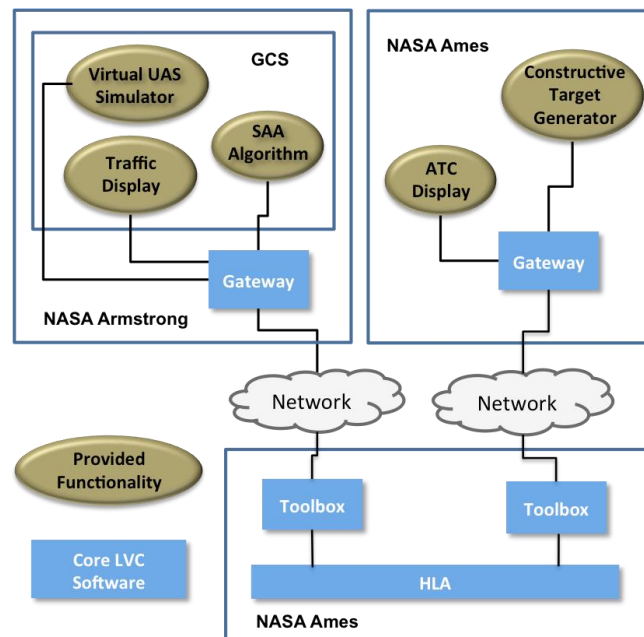 GCS
Virtual UAS
Simulator
SAA
Algorithm
Traffic
Display
Gateway
NASA Armstrong
NASA Ames
Constructive
Target
Generator
ATC
Display
Gateway
Network
Network
Provided
Functionality
Core LVC
Software
Toolbox
Toolbox
HLA
NASA Ames